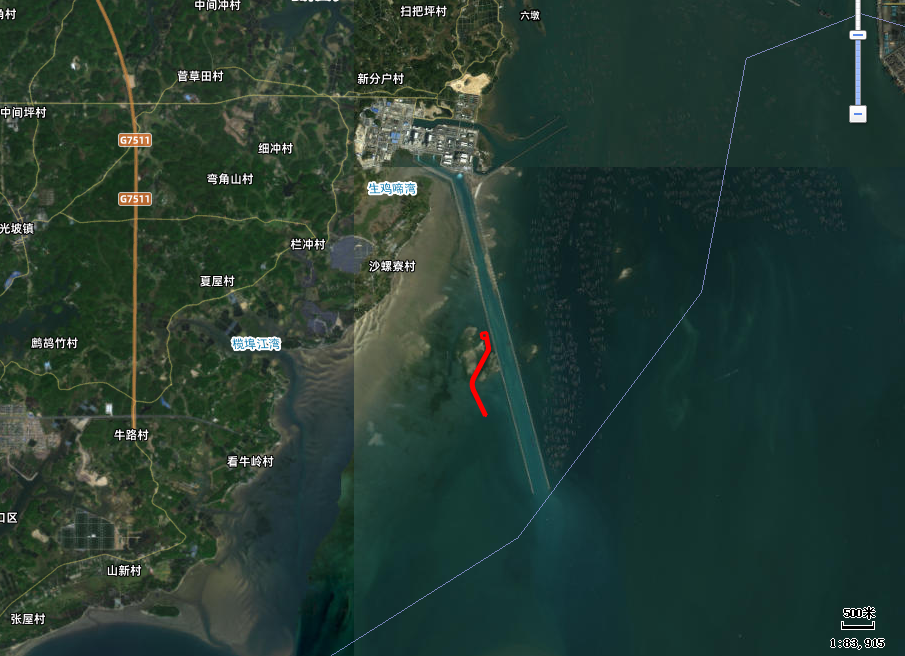 中间冲村
扫把坪村
六墩
角村
菅草田村
新分户村
中间坪村
G7511
细冲村
弯角山村
生鸡啼湾
G7511
光坡镇
栏冲村
沙螺寮村
夏屋村
鹧鸪竹村
榄埠江湾
牛路村
看牛岭村
口区
山新村
张屋村
500米
1:83,915